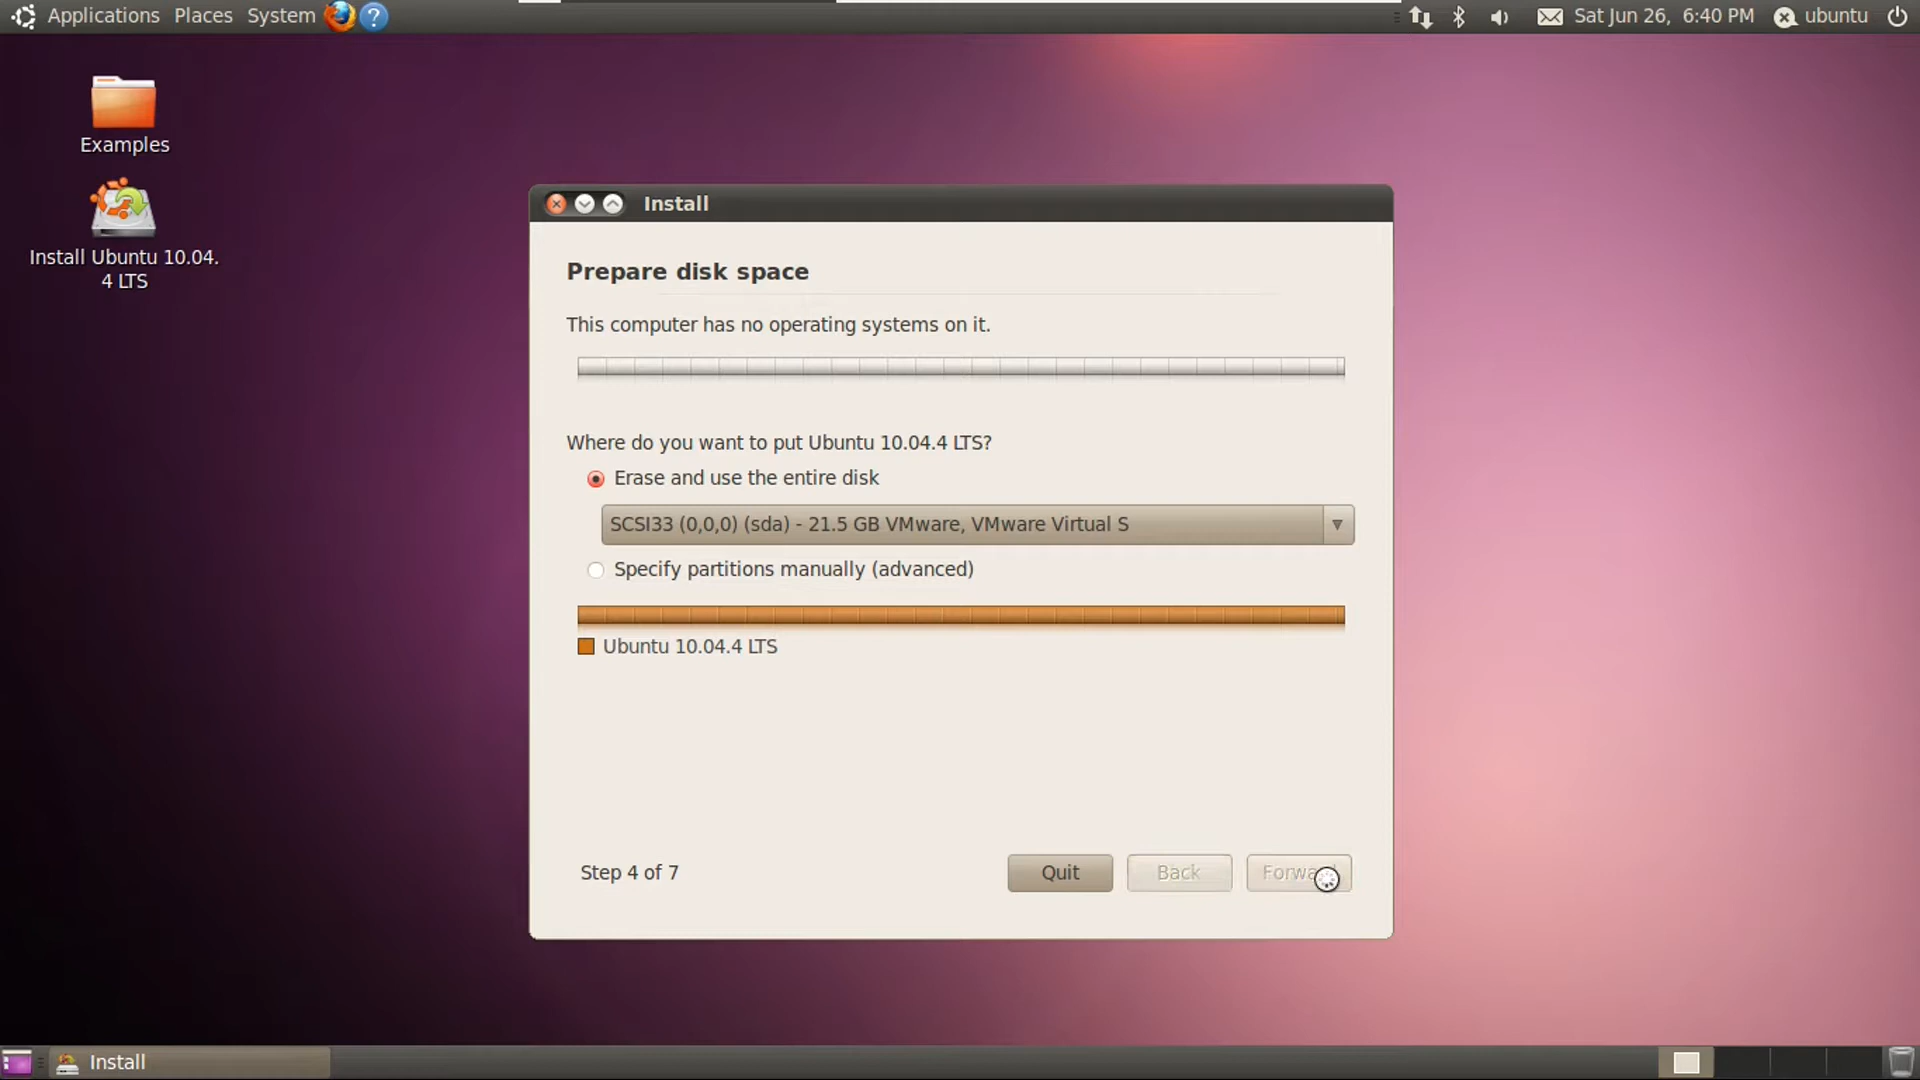 Applications Places System
Sat Jun 26, 6:40 PM ubuntu
Examples
Install Ubuntu 10.04.
4 LTS
Install
Prepare disk space
This computer has no operating systems on it.
Where do you want to put Ubuntu 10.04.4 LTS?
Erase and use the entire disk
SCSI33 (0,0,0) (sda) - 21.5 GB VMware, VMware Virtual S
Specify partitions manually (advanced)
Ubuntu 10.04.4 LTS
Step 4 of 7
Quit
Back
Install